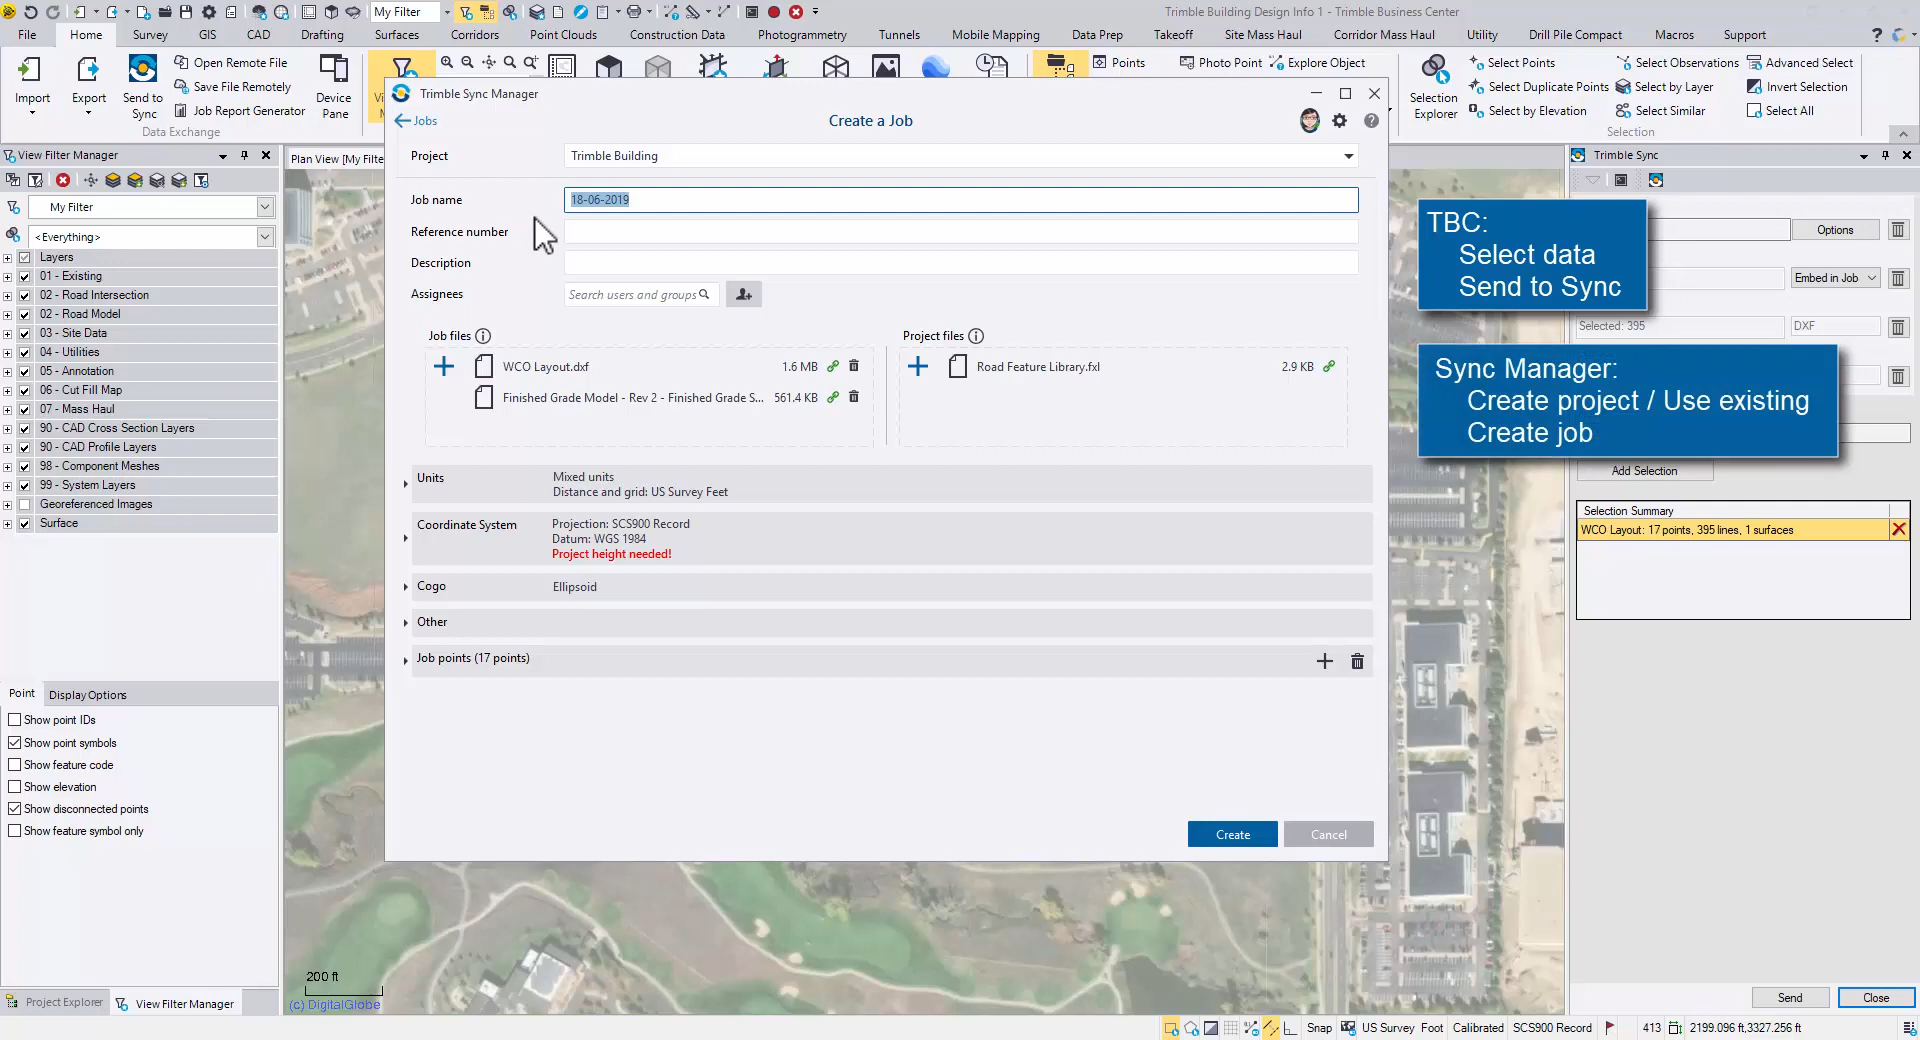 My Filter
Trimble Building Design Info 1 - Trimble Business Center
File Home Survey GIS CAD Drafting Surfaces Corridors Point Clouds Construction Data Photogrammetry Tunnels Mobile Mapping Data Prep Takeoff Site Mass Haul Corridor Mass Haul Utility Drill Pile Compact Macros Support
Import
Export
Send to
Sync
Open Remote File
Save File Remotely
Job Report Generator
Device
Pane
Data Exchange
Points
Photo Point
Explore Object
Selection
Explorer
Select Points
Select Duplicate Points
Select by Elevation
Select Observations
Select by Layer
Select Similar
Advanced Select
Invert Selection
Select All
Selection
View Filter Manager
My Filter
<Everything>
Layers
01 - Existing
02 - Road Intersection
02 - Road Model
03 - Site Data
04 - Utilities
05 - Annotation
06 - Cut Fill Map
07 - Mass Haul
90 - CAD Cross Section Layers
90 - CAD Profile Layers
98 - Component Meshes
99 - System Layers
Georeferenced Images
Surface
Point Display Options
Show point IDs
Show point symbols
Show feature code
Show elevation
Show disconnected points
Show feature symbol only
Project Explorer View Filter Manager
Plan View [My Filte
Trimble Sync Manager
Jobs
Create a Job
Project Trimble Building
Job name 18-06-2019
Reference number
Description
Assignees Search users and groups
Job files
WCO Layout.dxf 1.6 MB
Finished Grade Model - Rev 2 - Finished Grade S... 561.4 KB
Project files
Road Feature Library.fxl 2.9 KB
Units Mixed units
Distance and grid: US Survey Feet
Coordinate System Projection: SCS900 Record
Datum: WGS 1984
Project height needed!
Cogo Ellipsoid
Other
Job points (17 points)
Create Cancel
200 ft
(c) DigitalGlobe
Trimble Sync
TBC:
Select data
Send to Sync
Options
Embed in Job
Selected: 395 DXF
Sync Manager:
Create project / Use existing
Create job
Add Selection
Selection Summary
WCO Layout: 17 points, 395 lines, 1 surfaces
Send Close
Snap US Survey Foot Calibrated SCS900 Record 413 2199.096 ft,3327.256 ft